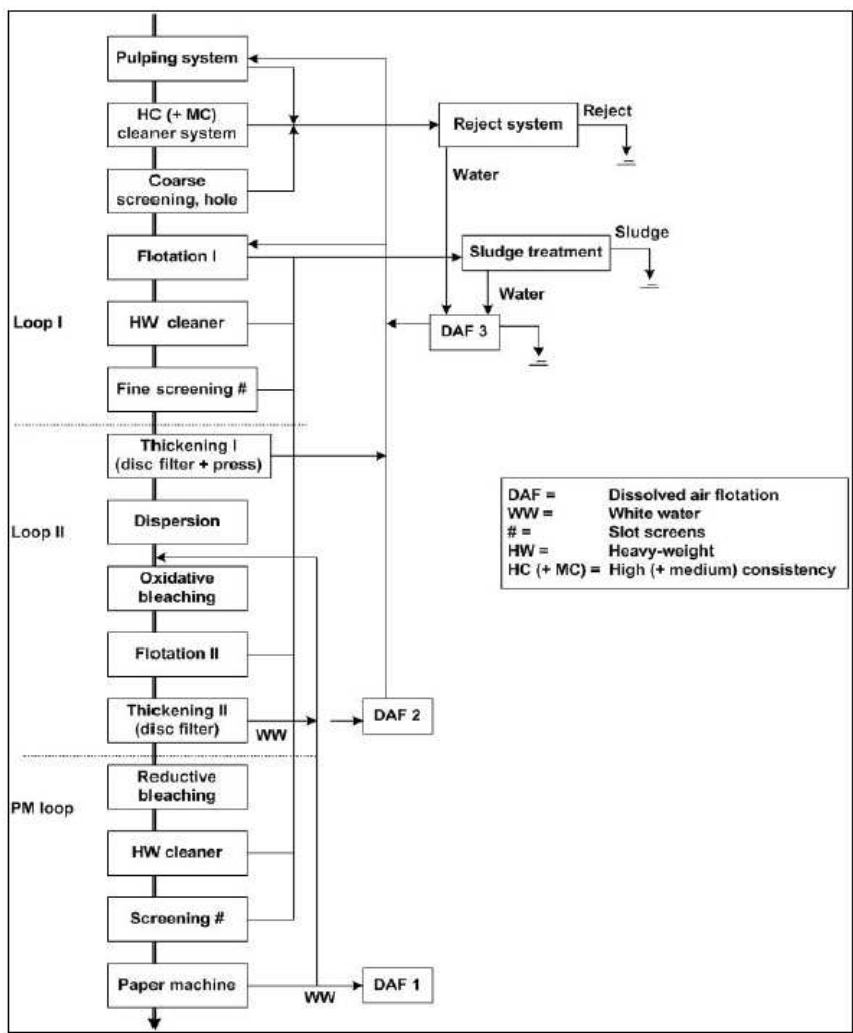 Pulping system
HC (+ MC)
cleaner system
Reject system
Reject
Coarse
screening, hole
Water
Flotation I
Sludge treatment
Sludge
Water
Loop I
HW cleaner
DAF 3
Fine screening #
Thickening I
(disc filter + press)
Loop II
Dispersion
DAF = Dissolved air flotation
WW = White water
# = Slot screens
HW = Heavy-weight
HC (+ MC) = High (+ medium) consistency
Oxidative
bleaching
Flotation II
Thickening II
(disc filter)
WW
DAF 2
Reductive
bleaching
PM loop
HW cleaner
Screening #
Paper machine
WW
DAF 1